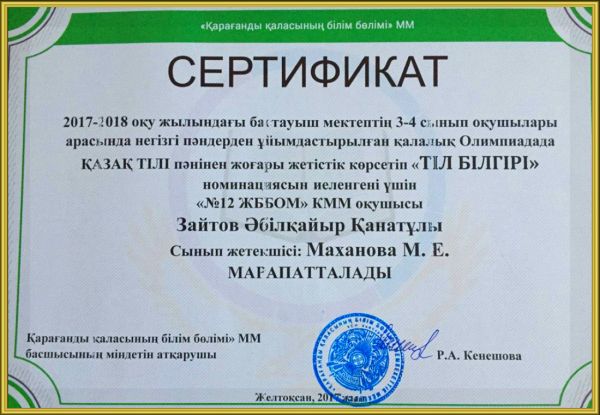 «Қарағанды қаласының білім бөлімі» ММ
СЕРТИФИКАТ
2017-2018 оқу жылындағы бастауыш мектептің 3-4 сынып оқушылары
арасында негізгі пәндерден ұйымдастырылған қалалық Олимпиадада
ҚАЗАҚ ТІЛІ пәнінен жоғары жетістік көрсетіп «ТІЛ БІЛГІРІ»
номинациясын иеленгені үшін
«№12 ЖББОМ» КММ оқушысы
Зайтов Әбілқайыр Қанатұлы
Сынып жетекшісі: Маханова М. Е.
МАҒАПАТТАЛАДЫ
Қарағанды қаласының білім бөлімі» ММ
басшысының міндетін атқарушы
Р.А. Кенешова
Желтоқсан, 2017